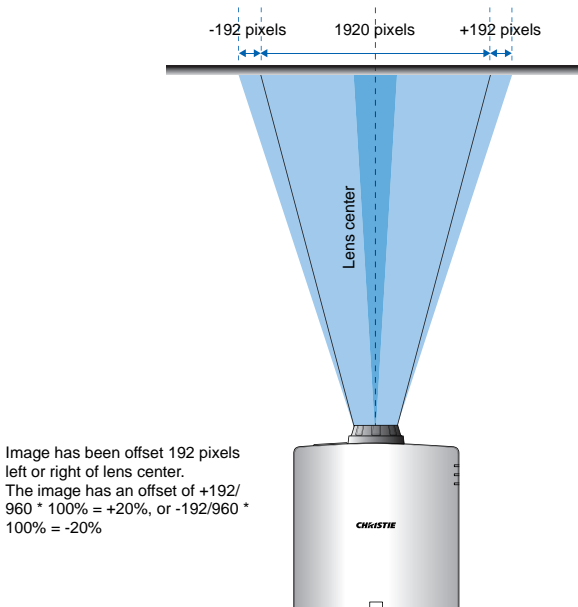 -192 pixels 1920 pixels +192 pixels
Lens center
Image has been offset 192 pixels
left or right of lens center.
The image has an offset of +192/
960 * 100% = +20%, or -192/960 *
100% = -20%
CHRISTIE